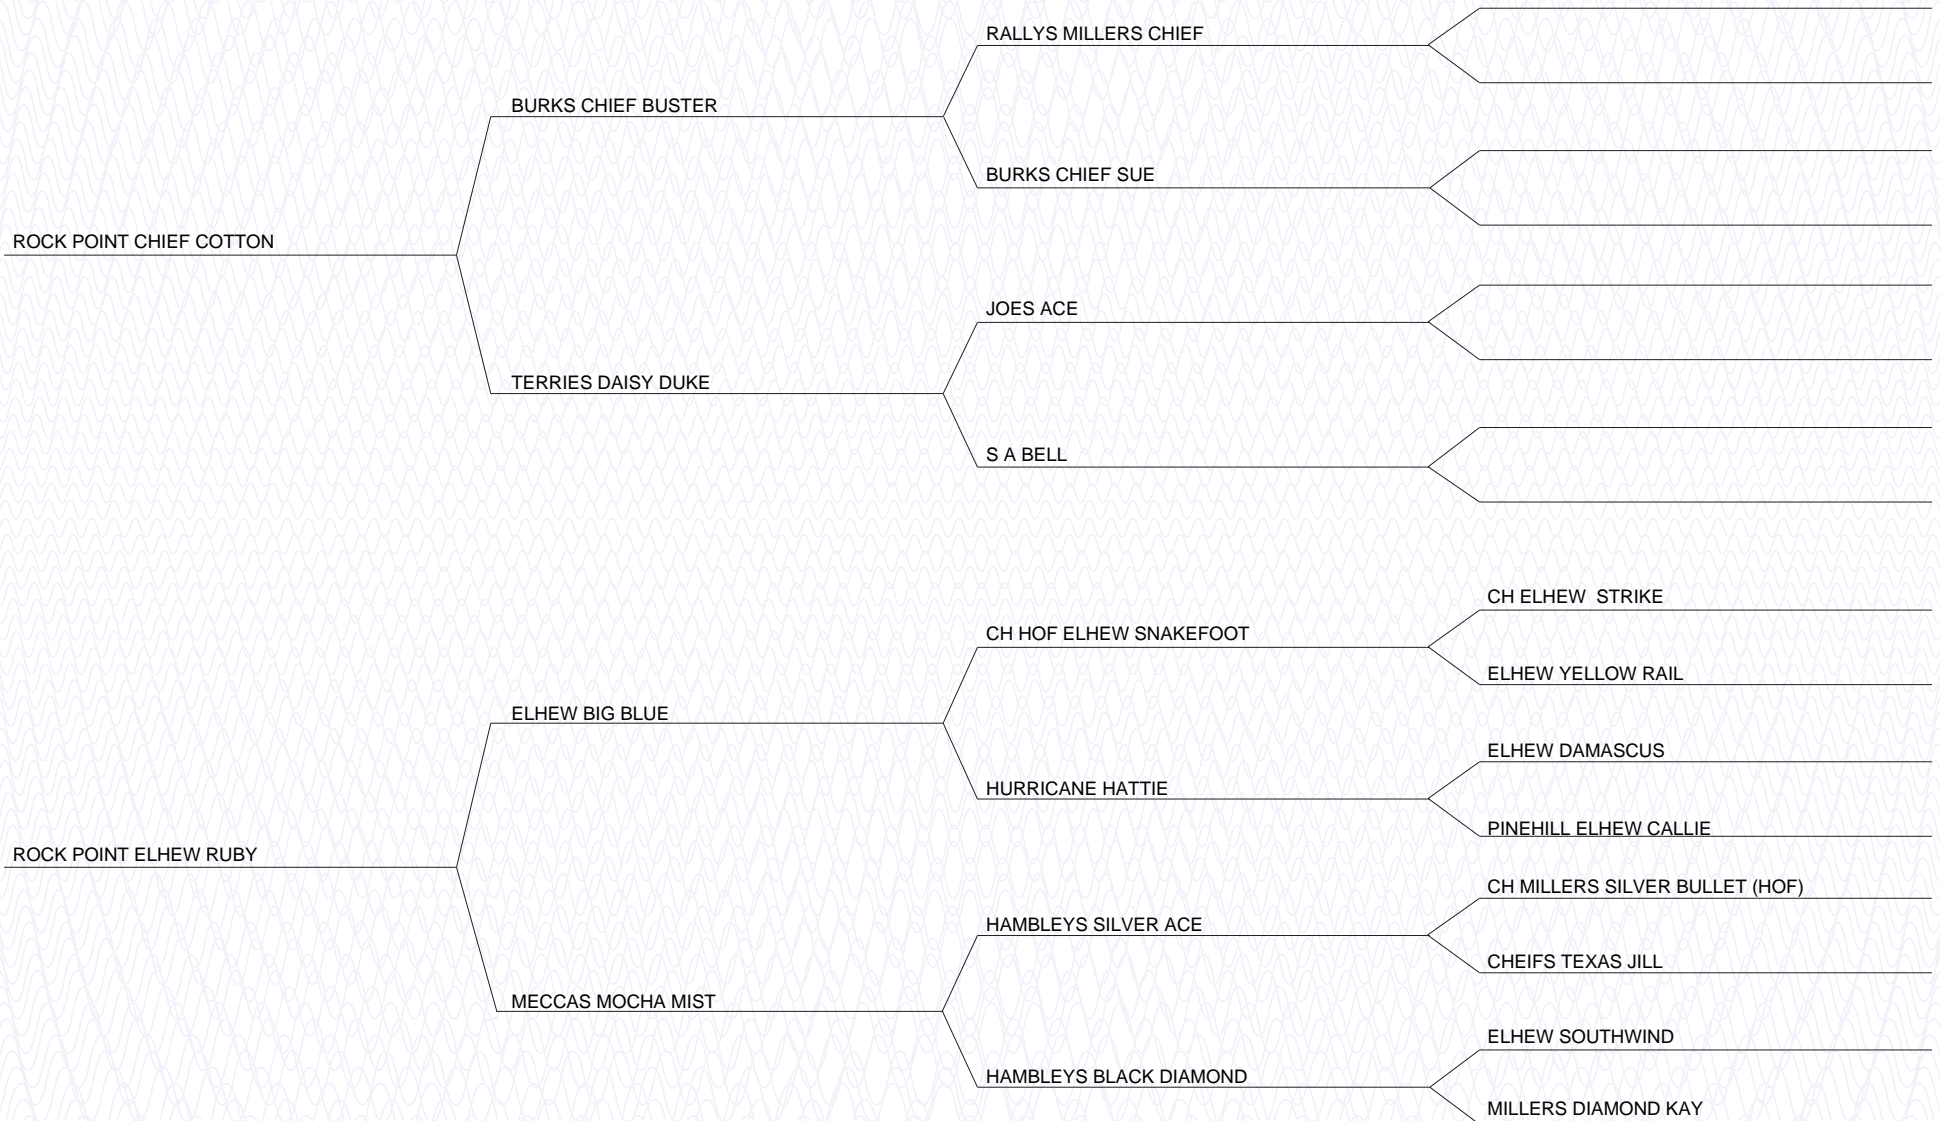 RALLYS MILLERS CHIEF
BURKS CHIEF BUSTER
BURKS CHIEF SUE
ROCK POINT CHIEF COTTON
JOES ACE
TERRIES DAISY DUKE
S A BELL
CH ELHEW  STRIKE
CH HOF ELHEW SNAKEFOOT
ELHEW YELLOW RAIL
ELHEW BIG BLUE
ELHEW DAMASCUS
HURRICANE HATTIE
PINEHILL ELHEW CALLIE
ROCK POINT ELHEW RUBY
CH MILLERS SILVER BULLET (HOF)
HAMBLEYS SILVER ACE
CHEIFS TEXAS JILL
MECCAS MOCHA MIST
ELHEW SOUTHWIND
HAMBLEYS BLACK DIAMOND
MILLERS DIAMOND KAY